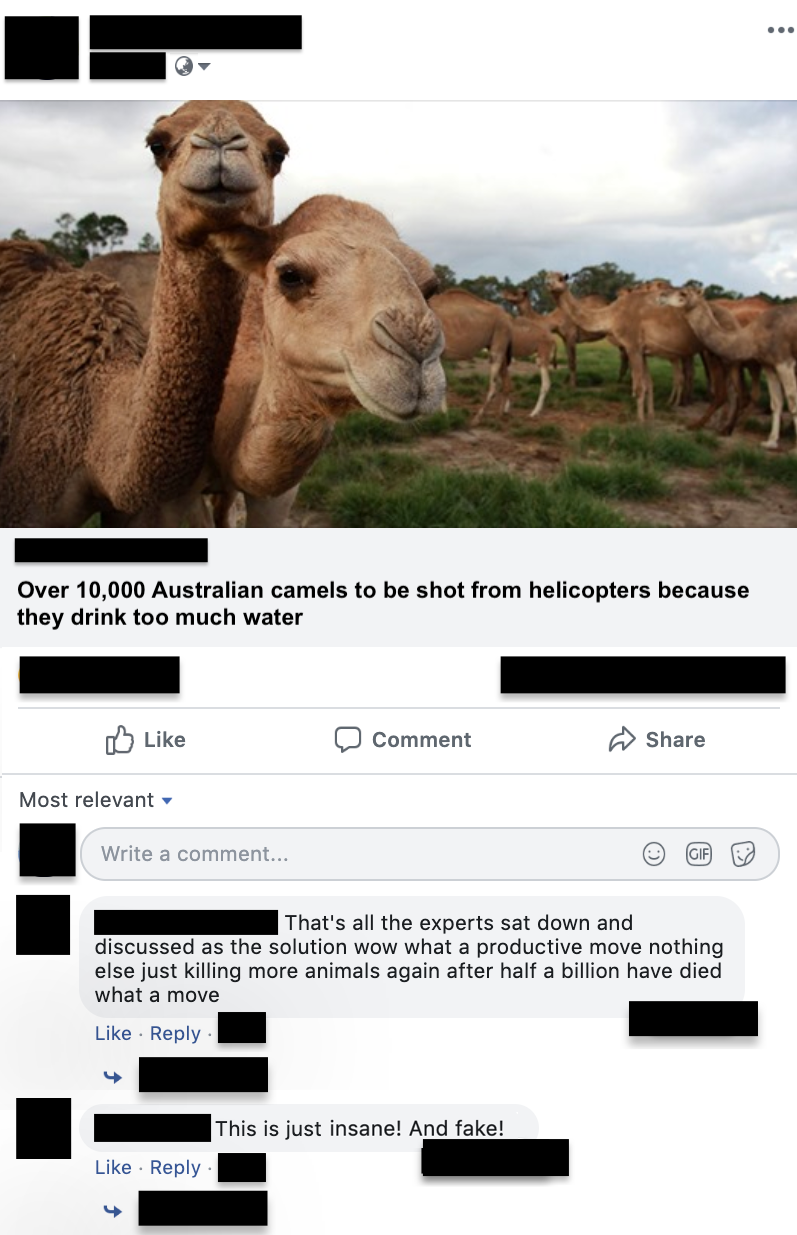 Over 10,000 Australian camels to be shot from helicopters because
they drink too much water
Like
Comment
Share
Most relevant
Write a comment...
GIF
That's all the experts sat down and
discussed as the solution wow what a productive move nothing
else just killing more animals again after half a billion have died
what a move
Like · Reply ·
This is just insane! And fake!
Like · Reply ·